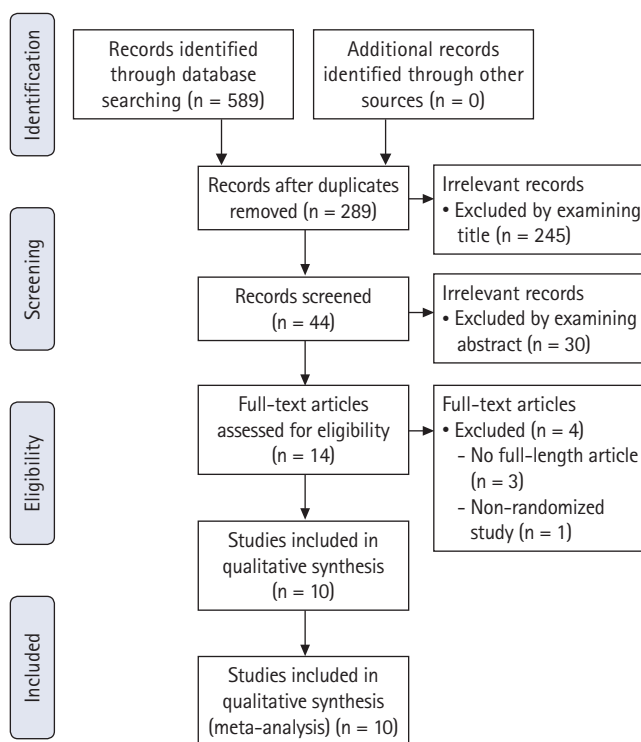 Identification
Records identified
through database
searching (n = 589)
Additional records
identified through other
sources (n = 0)
Records after duplicates
removed (n = 289)
Irrelevant records
• Excluded by examining
title (n = 245)
Screening
Records screened
(n = 44)
Irrelevant records
• Excluded by examining
abstract (n = 30)
Eligibility
Full-text articles
assessed for eligibility
(n = 14)
Full-text articles
• Excluded (n = 4)
- No full-length article
(n = 3)
- Non-randomized
study (n = 1)
Studies included in
qualitative synthesis
(n = 10)
Included
Studies included in
qualitative synthesis
(meta-analysis) (n = 10)